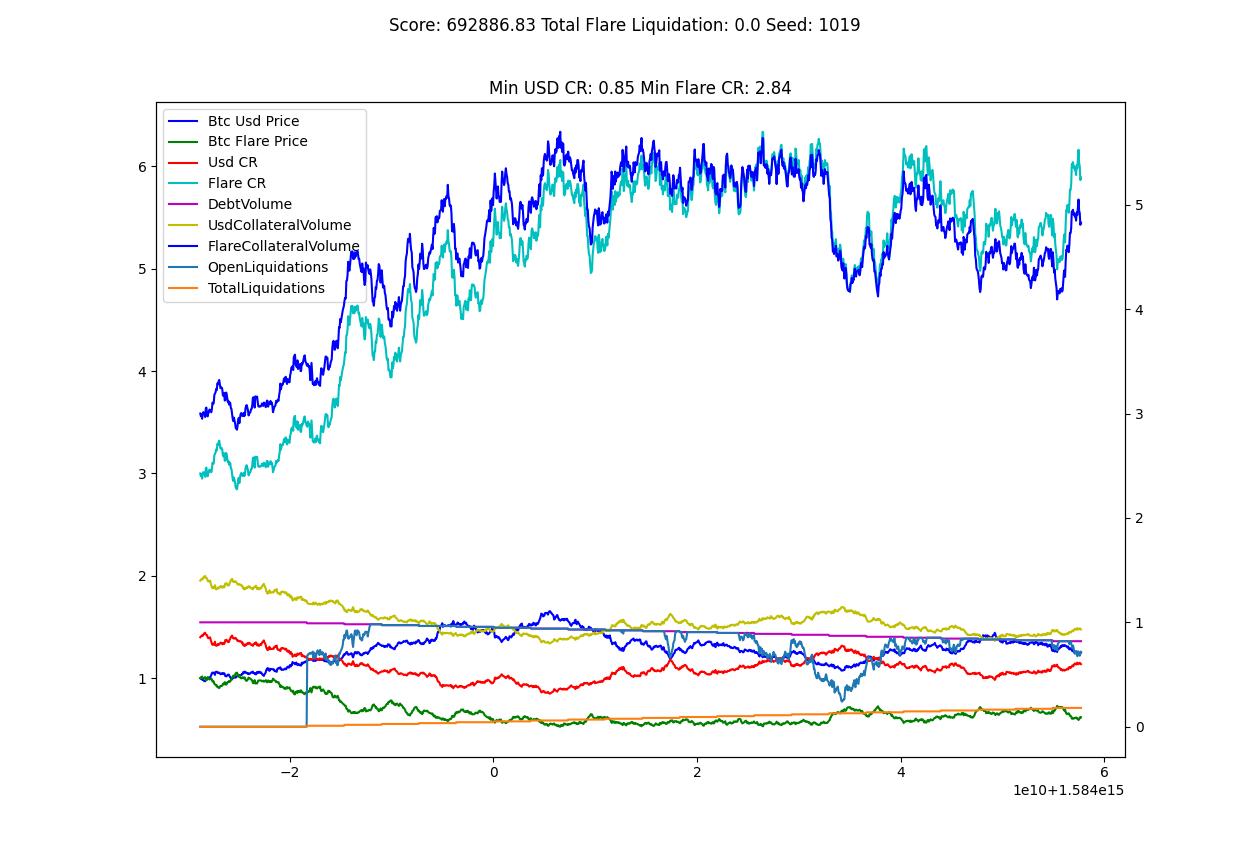 Score: 692886.83 Total Flare Liquidation: 0.0 Seed: 1019
Min USD CR: 0.85 Min Flare CR: 2.84
Btc Usd Price
Btc Flare Price
Usd CR
Flare CR
DebtVolume
UsdCollateralVolume
FlareCollateralVolume
OpenLiquidations
TotalLiquidations
6
5
4
3
2
1
5
4
3
2
1
0
−2
0
2
4
6
1e10+1.584e15